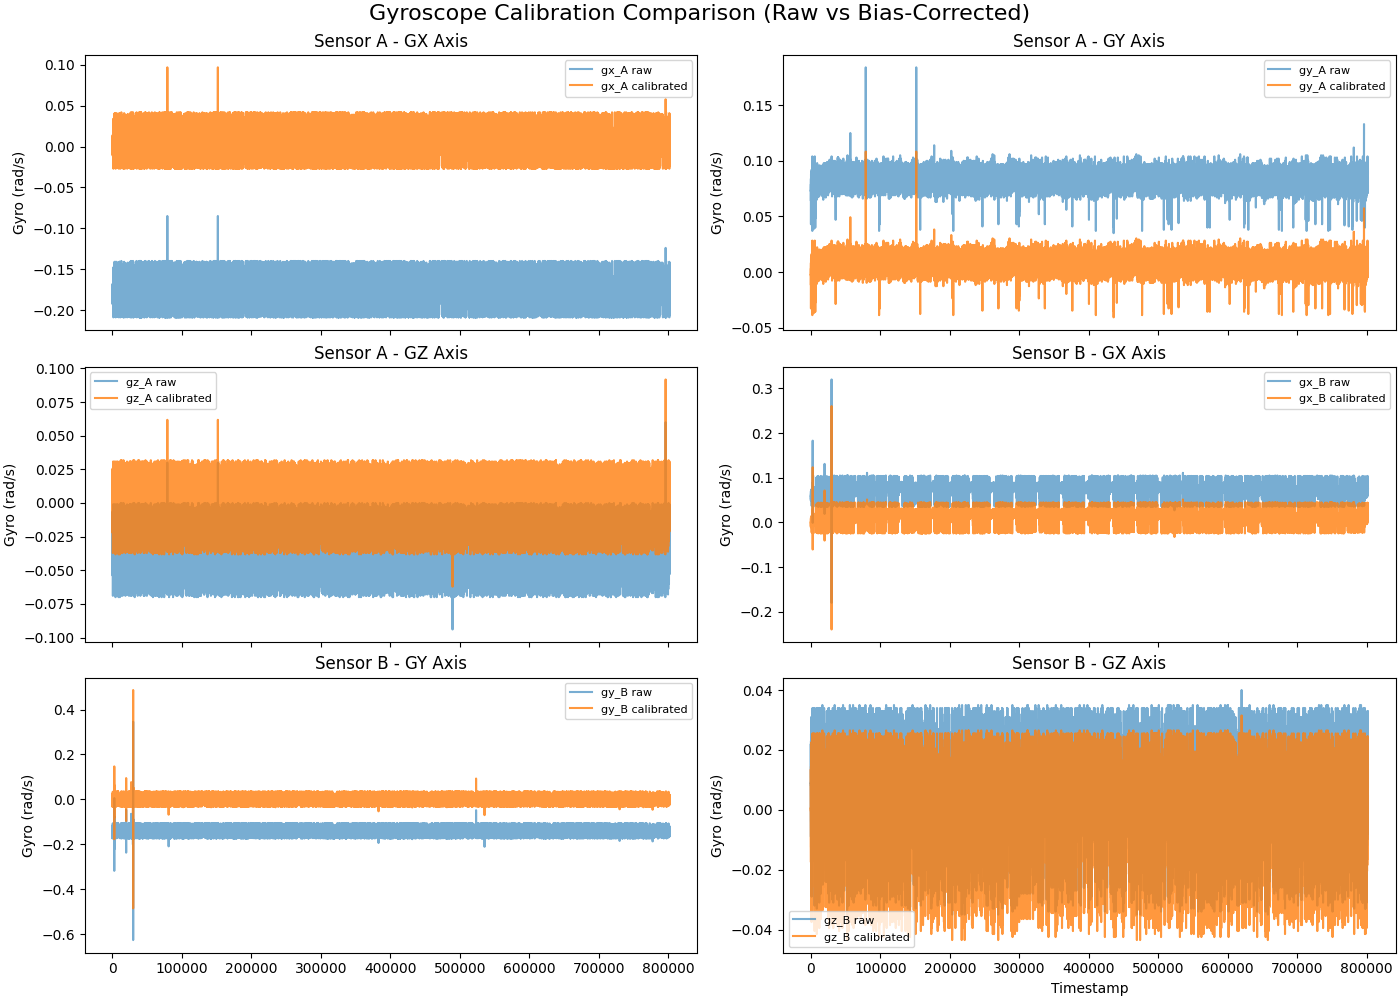 Gyroscope Calibration Comparison (Raw vs Bias-Corrected)
Sensor A - GX Axis
Gyro (rad/s)
0.10
0.05
0.00
−0.05
−0.10
−0.15
−0.20
gx_A raw
gx_A calibrated
Sensor A - GY Axis
Gyro (rad/s)
0.15
0.10
0.05
0.00
−0.05
gy_A raw
gy_A calibrated
Sensor A - GZ Axis
Gyro (rad/s)
0.100
0.075
0.050
0.025
0.000
−0.025
−0.050
−0.075
−0.100
gz_A raw
gz_A calibrated
Sensor B - GX Axis
Gyro (rad/s)
0.3
0.2
0.1
0.0
−0.1
−0.2
gx_B raw
gx_B calibrated
Sensor B - GY Axis
Gyro (rad/s)
0.4
0.2
0.0
−0.2
−0.4
−0.6
gy_B raw
gy_B calibrated
0 100000 200000 300000 400000 500000 600000 700000 800000
Sensor B - GZ Axis
Gyro (rad/s)
0.04
0.02
0.00
−0.02
−0.04
gz_B raw
gz_B calibrated
0 100000 200000 300000 400000 500000 600000 700000 800000
Timestamp